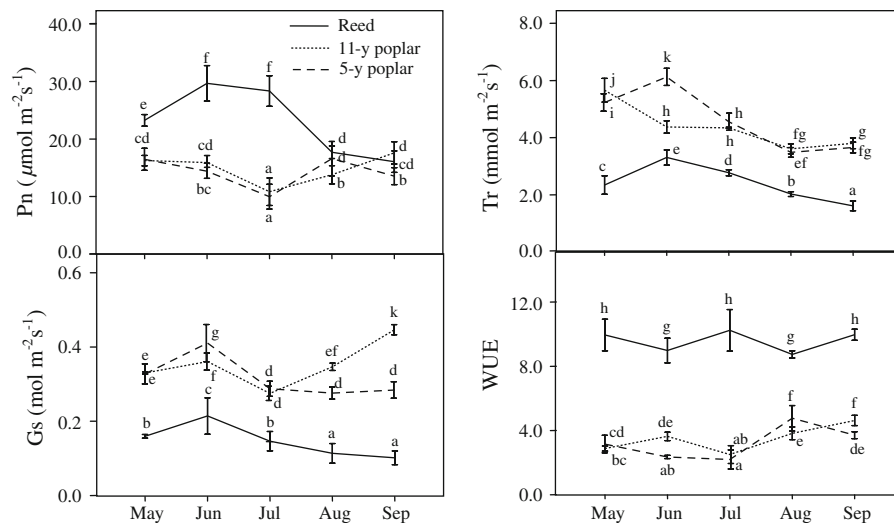 40.0
30.0
20.0
10.0
0.0
Pn (μmol m⁻²s⁻¹)
Reed
11-y poplar
5-y poplar
e
f
f
d
cd
cd
bc
a
a
d
b
cd
b
8.0
6.0
4.0
2.0
0.0
Tr (mmol m⁻²s⁻¹)
j
i
k
h
h
h
fg
ef
g
fg
c
e
d
b
a
0.6
0.4
0.2
0.0
Gs (mol m⁻²s⁻¹)
e
e
g
f
d
d
ef
d
k
d
b
c
b
a
a
May Jun Jul Aug Sep
12.0
8.0
4.0
0.0
WUE
h
g
h
g
h
cd
bc
de
ab
ab
a
f
e
f
de
May Jun Jul Aug Sep